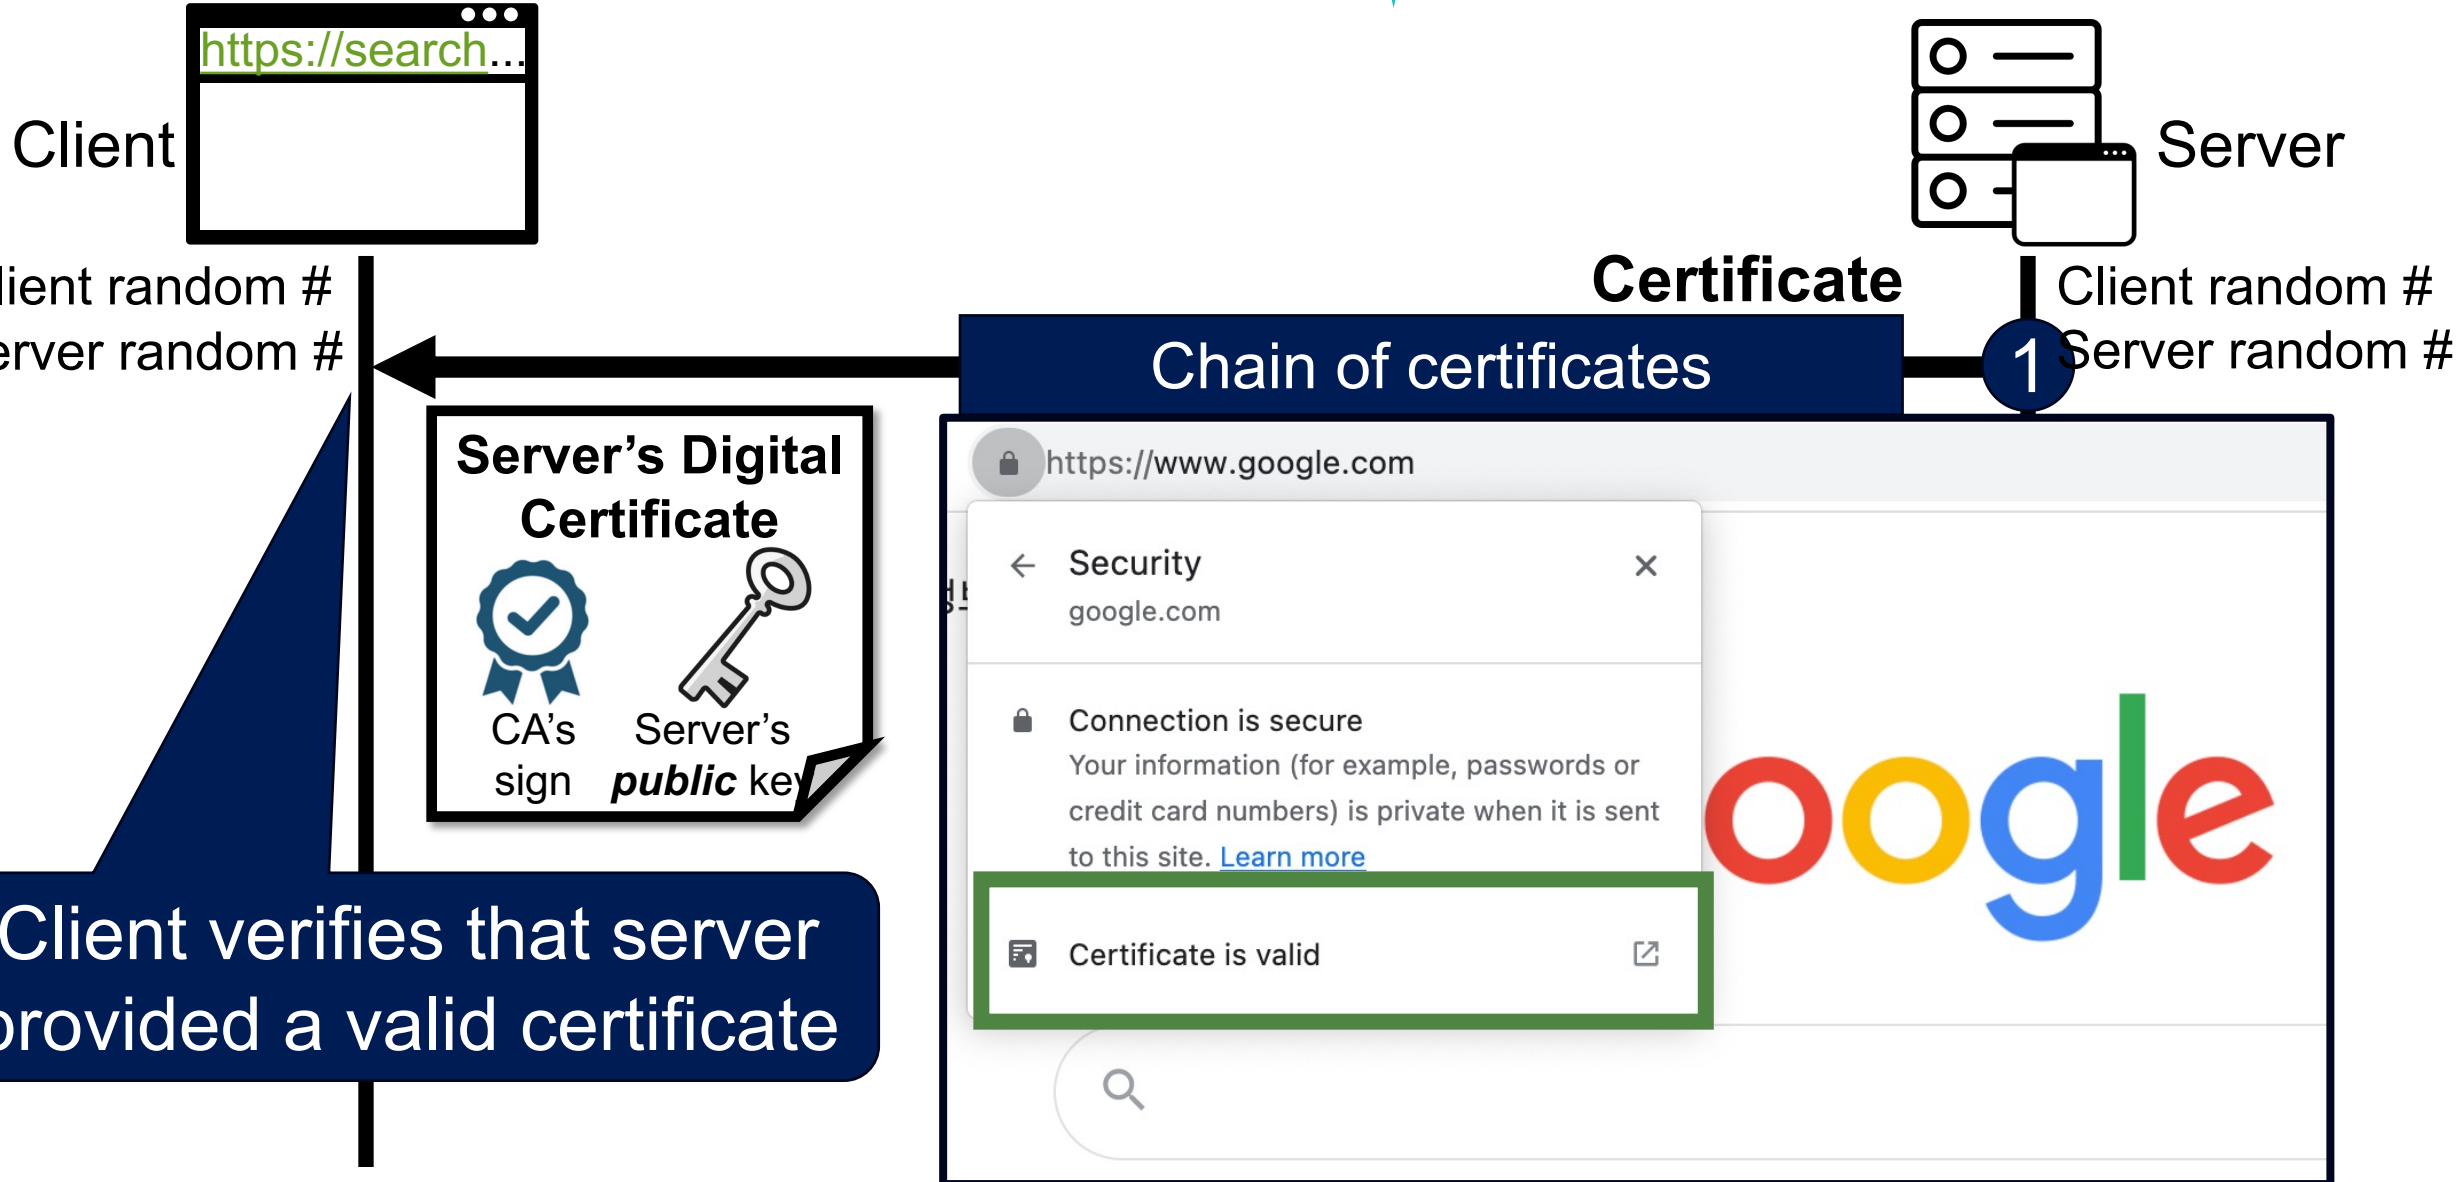 https://search...
Client
Server
lient random #
erver random #
Certificate
Client random #
Server random #
Chain of certificates
1
Server’s Digital
Certificate
CA’s
sign
Server’s
public key
https://www.google.com
Security
google.com
Connection is secure
Your information (for example, passwords or
credit card numbers) is private when it is sent
to this site. Learn more
Certificate is valid
oogle
Client verifies that server
provided a valid certificate